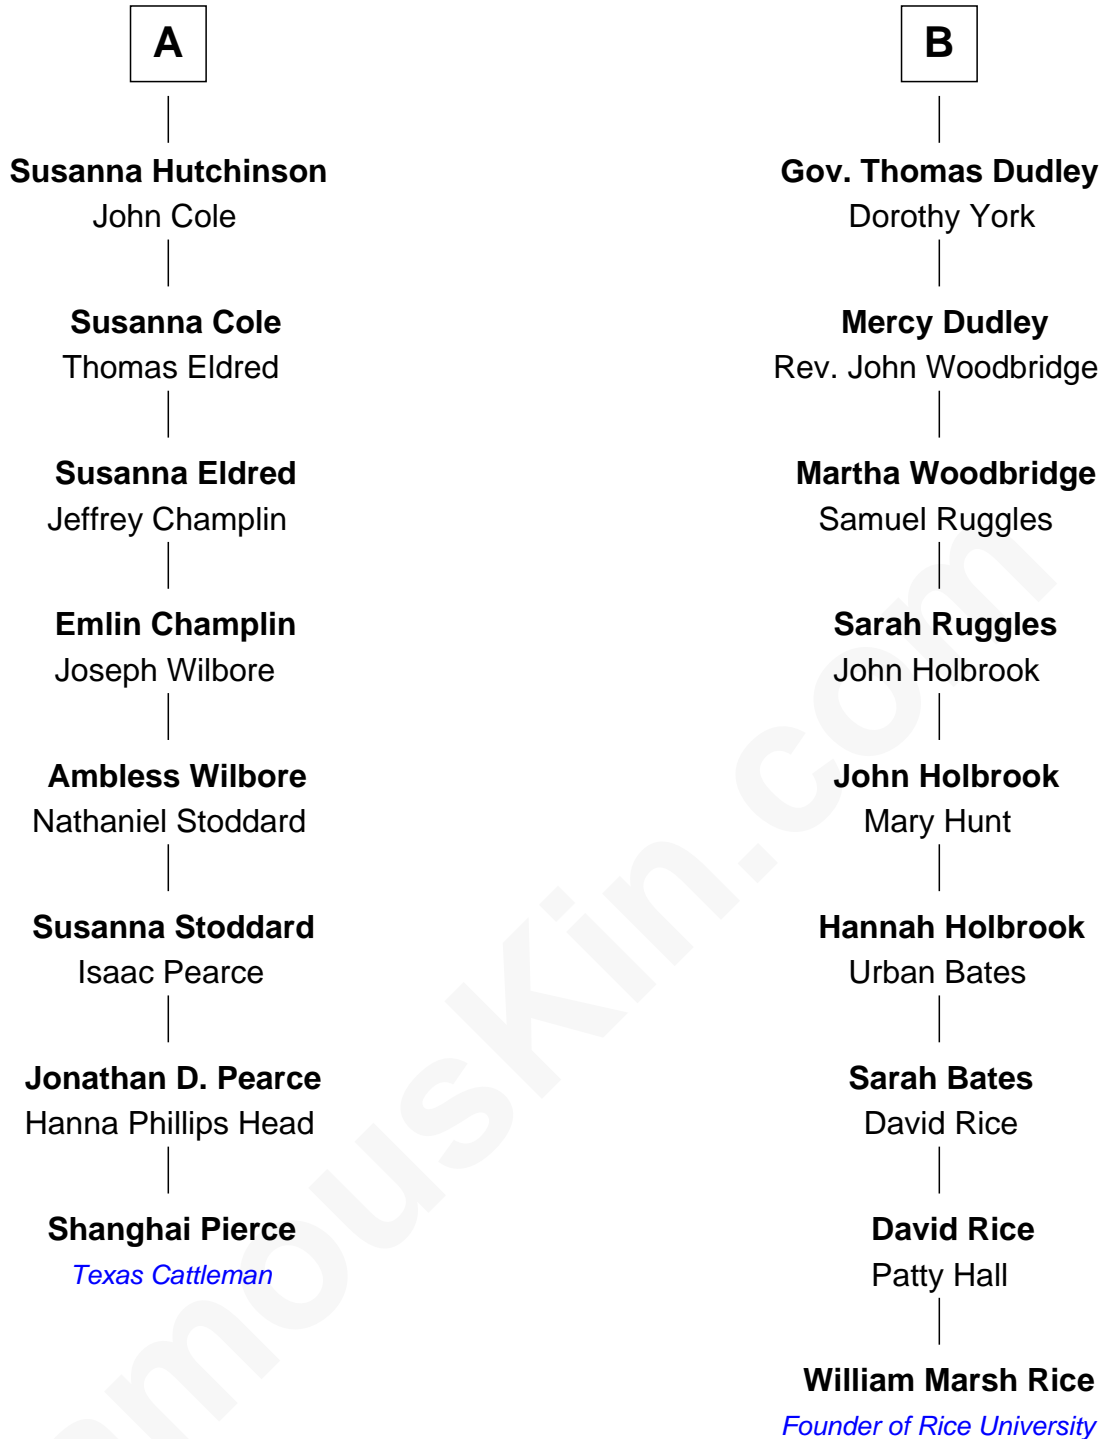 A
Susanna Hutchinson
John Cole
Susanna Cole
Thomas Eldred
Susanna Eldred
Jeffrey Champlin
Emlin Champlin
Joseph Wilbore
Ambless Wilbore
Nathaniel Stoddard
Susanna Stoddard
Isaac Pearce
Jonathan D. Pearce
Hanna Phillips Head
Shanghai Pierce
Texas Cattleman
B
Gov. Thomas Dudley
Dorothy York
Mercy Dudley
Rev. John Woodbridge
Martha Woodbridge
Samuel Ruggles
Sarah Ruggles
John Holbrook
John Holbrook
Mary Hunt
Hannah Holbrook
Urban Bates
Sarah Bates
David Rice
David Rice
Patty Hall
William Marsh Rice
Founder of Rice University